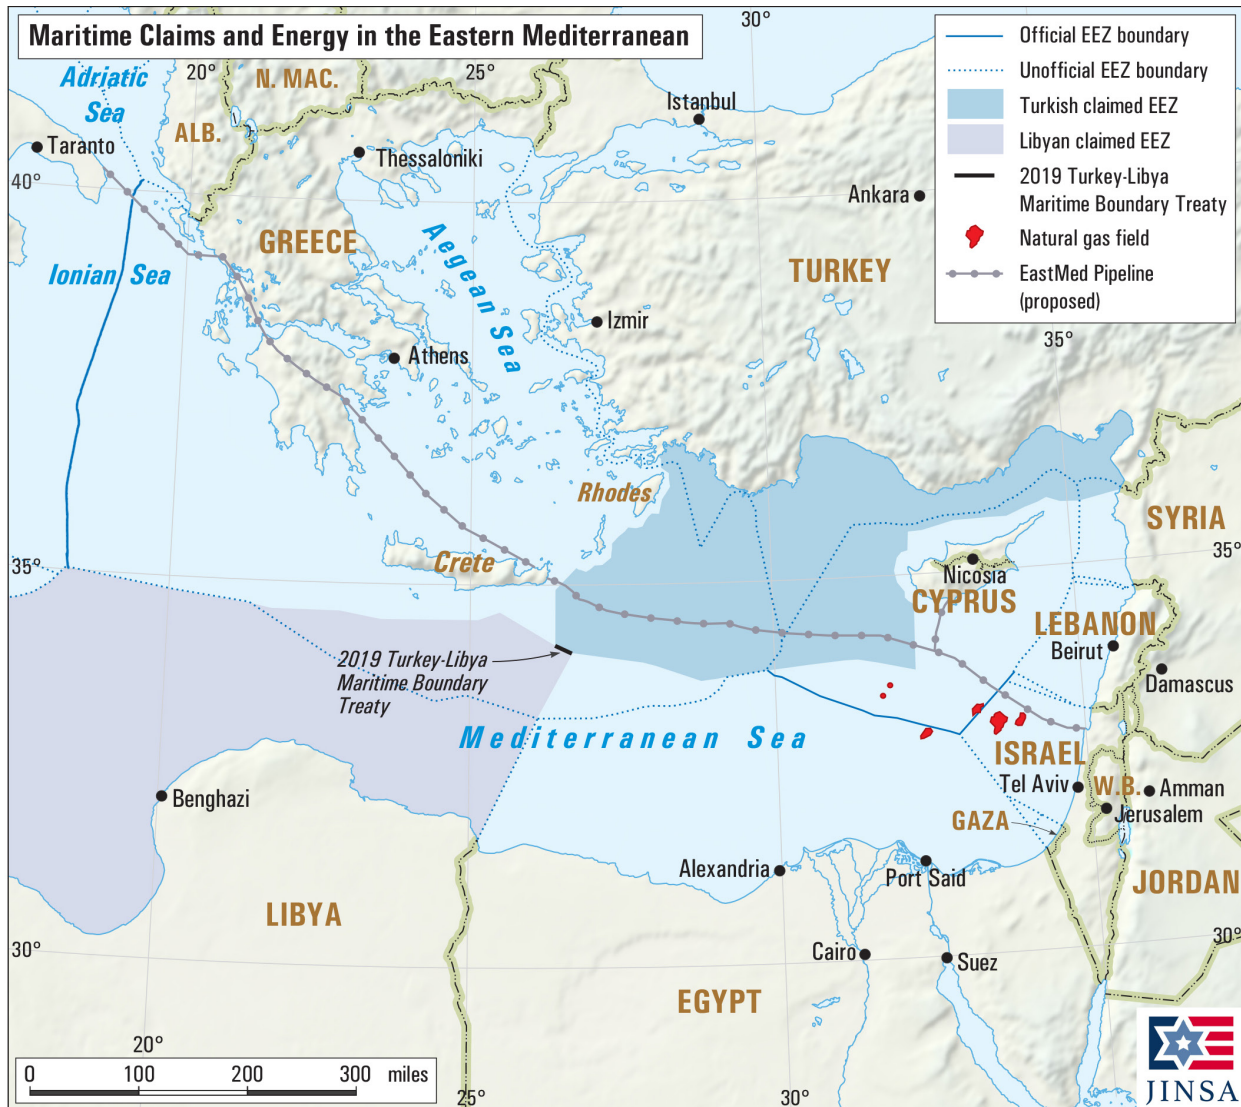 Maritime Claims and Energy in the Eastern Mediterranean
30°
Official EEZ boundary
Unofficial EEZ boundary
Turkish claimed EEZ
Libyan claimed EEZ
2019 Turkey-Libya
Maritime Boundary Treaty
Natural gas field
EastMed Pipeline
(proposed)
Adriatic
Sea
20°
N. MAC.
25°
Istanbul
ALB.
Taranto
Thessaloniki
40°
Ankara
GREECE
Aegean Sea
Ionian Sea
TURKEY
Izmir
35°
Athens
Rhodes
SYRIA
35°
35°
Crete
Nicosia
CYPRUS
LEBANON
Beirut
2019 Turkey-Libya
Maritime Boundary
Treaty
Damascus
Mediterranean Sea
ISRAEL
Tel Aviv
W.B.
Amman
Benghazi
Jerusalem
GAZA
Alexandria
Port Said
JORDAN
LIBYA
30°
30°
Cairo
Suez
EGYPT
20°
0 100 200 300 miles
25°
30°
JINSA